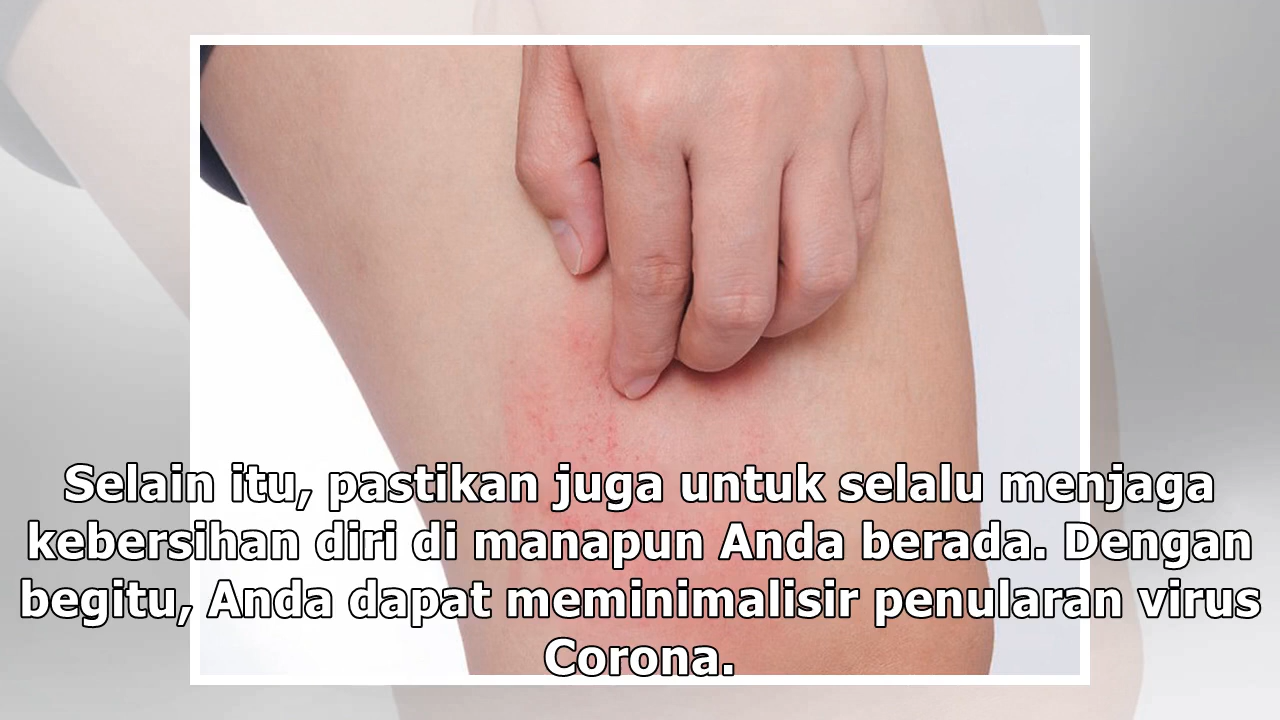 Selain itu, pastikan juga untuk selalu menjaga
kebersihan diri di manapun Anda berada. Dengan
begitu, Anda dapat meminimalisir penularan virus
Corona.